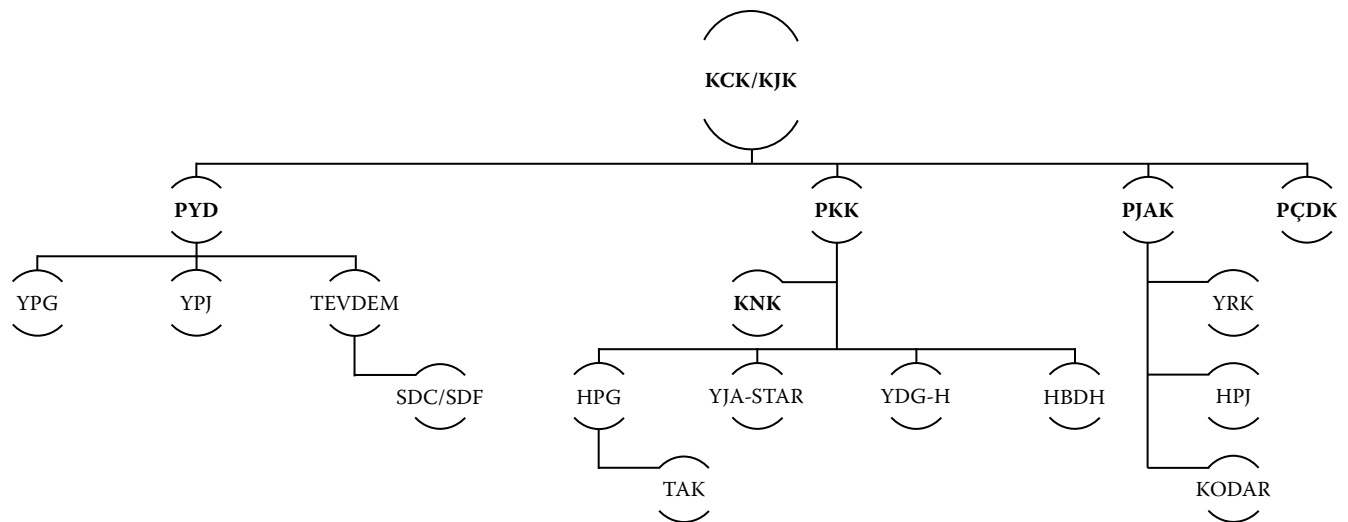 KCK/KJK
PYD
PKK
PJAK
PÇDK
YPG
YPJ
TEVDEM
KNK
YRK
SDC/SDF
HPG
YJA-STAR
YDG-H
HBDH
HPJ
TAK
KODAR